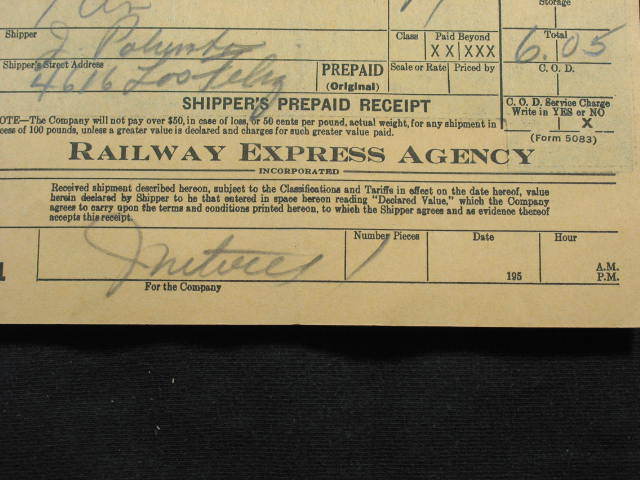 Storage
Shipper
Class
Paid Beyond
Total
J. Palumbo
X X XXX
6.05
Shipper's Street Address
PREPAID
Scale or Rate
Priced by
C. O. D.
4616
(Original)
SHIPPER'S PREPAID RECEIPT
C. O. D. Service Charge
Write in YES or NO
NOTE—The Company will not pay over $50, in case of loss, or 50 cents per pound, actual weight, for any shipment in
cess of 100 pounds, unless a greater value is declared and charges for such greater value paid.
X
(Form 5083)
RAILWAY EXPRESS AGENCY
INCORPORATED
Received shipment described hereon, subject to the Classifications and Tariffs in effect on the date hereof, value
herein declared by Shipper to be that entered in space hereon reading "Declared Value," which the Company
agrees to carry upon the terms and conditions printed hereon, to which the Shipper agrees and as evidence thereof
accepts this receipt.
Number Pieces
Date
Hour
1
195
A.M.
P.M.
For the Company